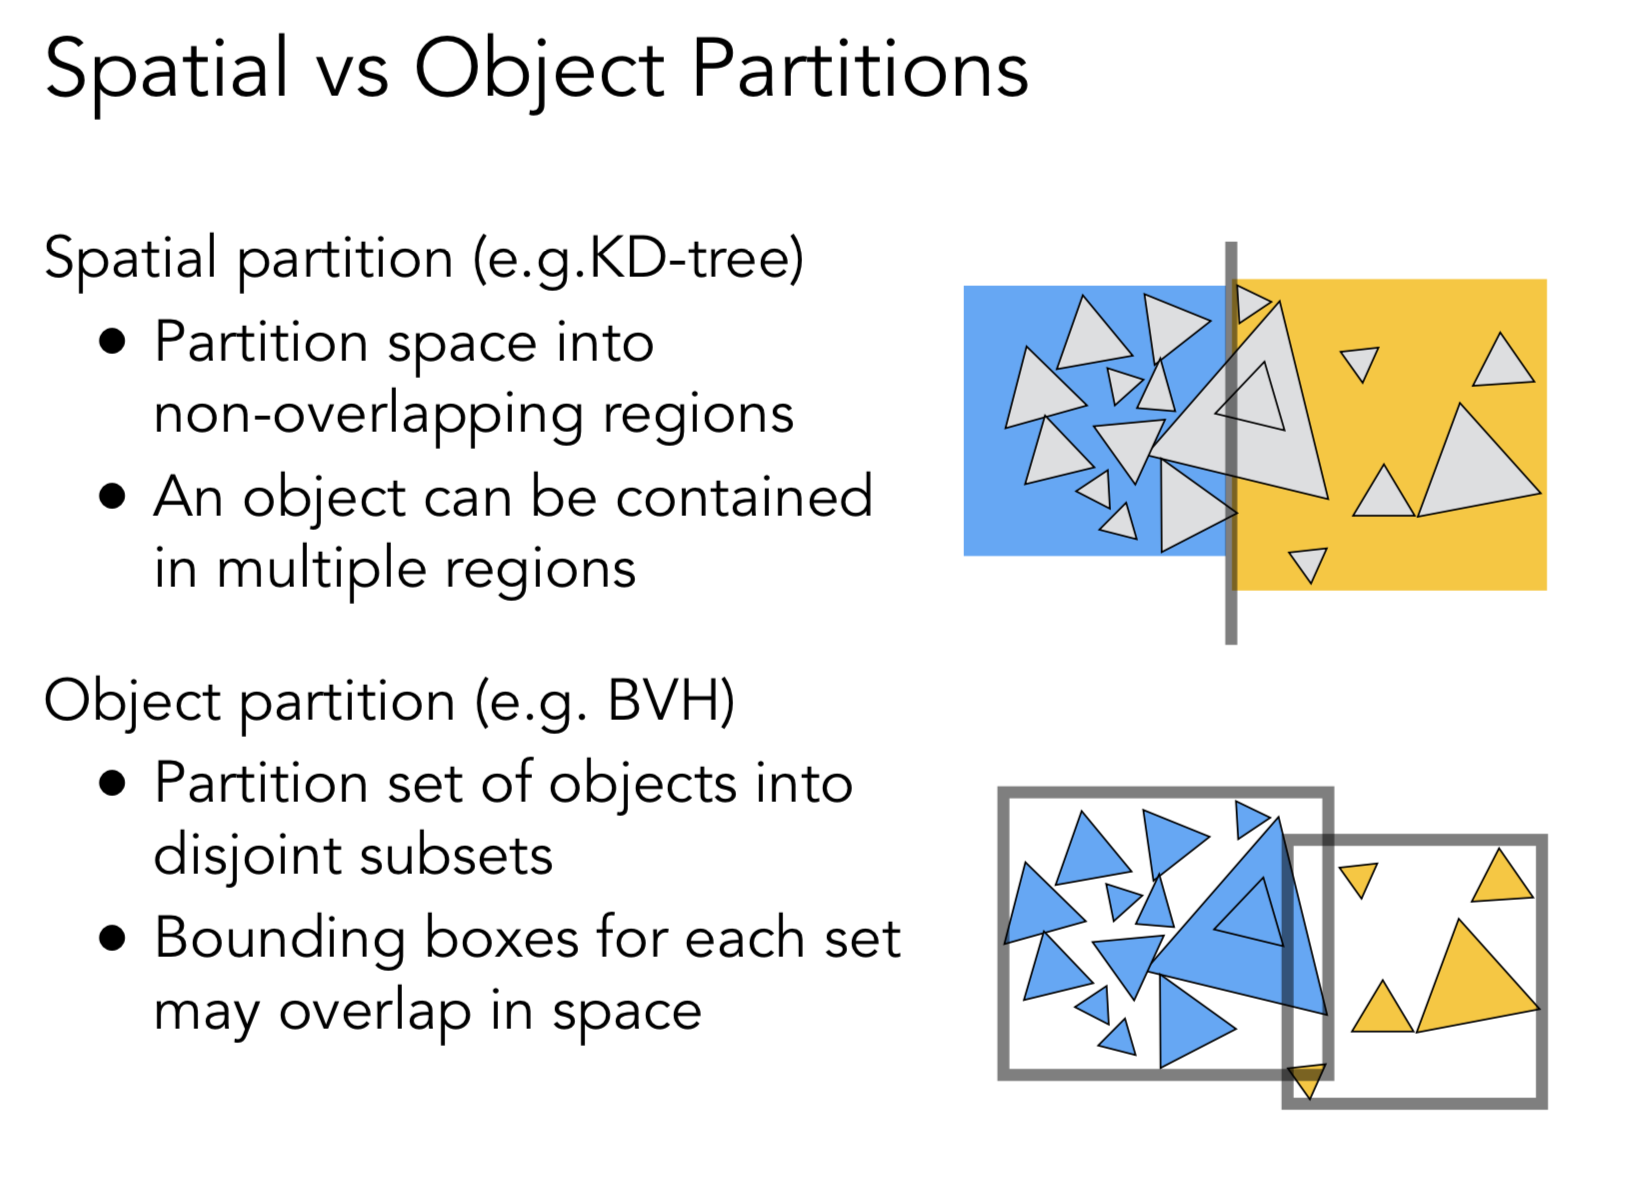 Spatial vs Object Partitions
Spatial partition (e.g.KD-tree)
● Partition space into
non-overlapping regions
● An object can be contained
in multiple regions
Object partition (e.g. BVH)
● Partition set of objects into
disjoint subsets
● Bounding boxes for each set
may overlap in space